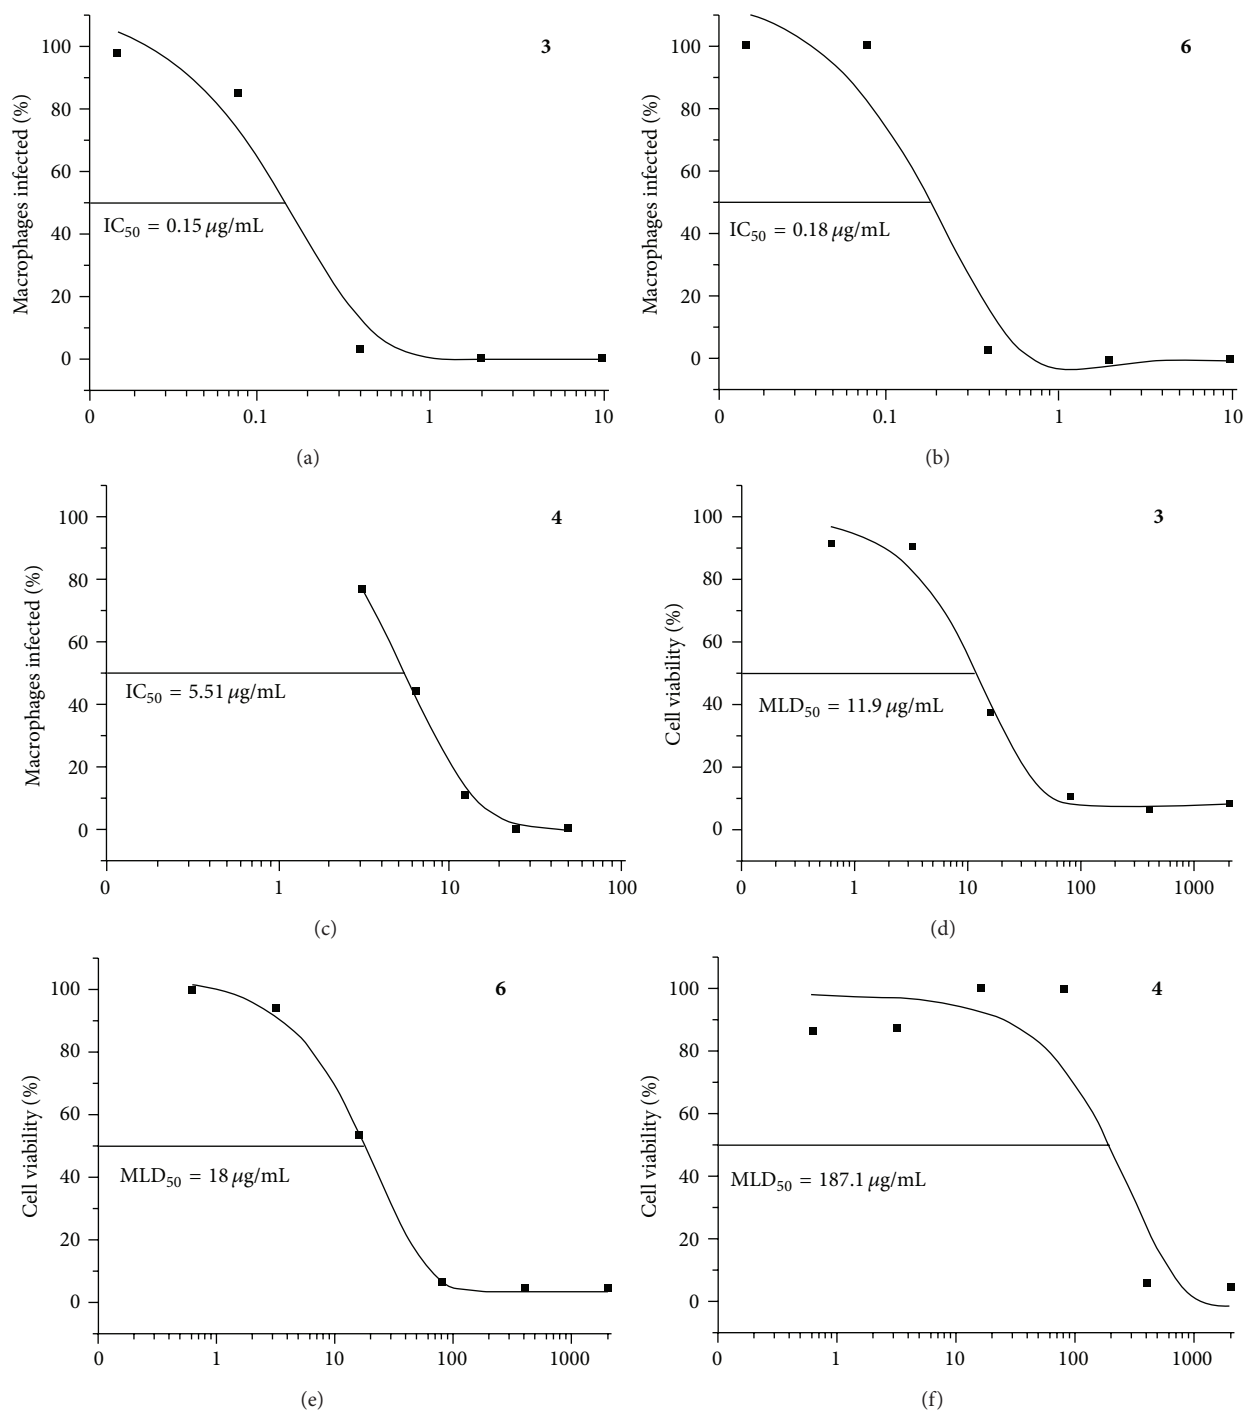 3
Macrophages infected (%)
100
80
60
40
20
0
IC50 = 0.15 μg/mL
0 0.1 1 10
(a)
6
Macrophages infected (%)
100
80
60
40
20
0
IC50 = 0.18 μg/mL
0 0.1 1 10
(b)
4
Macrophages infected (%)
100
80
60
40
20
0
IC50 = 5.51 μg/mL
0 1 10 100
(c)
3
Cell viability (%)
100
80
60
40
20
0
MLD50 = 11.9 μg/mL
0 1 10 100 1000
(d)
6
Cell viability (%)
100
80
60
40
20
0
MLD50 = 18 μg/mL
0 1 10 100 1000
(e)
4
Cell viability (%)
100
80
60
40
20
0
MLD50 = 187.1 μg/mL
0 1 10 100 1000
(f)